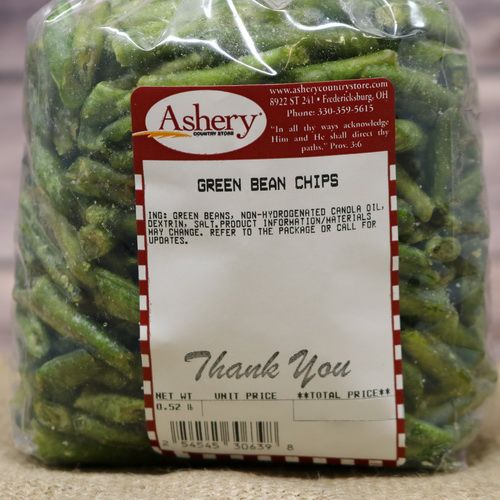 www.asherycountrystore.com
8922 ST 241 • Fredericksburg, OH
Phone: 330-359-5615
"In all thy ways acknowledge
Him and He shall direct thy
paths." Prov. 3:6
Ashery
COUNTRY STORE
GREEN BEAN CHIPS
ING: GREEN BEANS, NON-HYDROGENATED CANOLA OIL,
DEXTRIN, SALT.PRODUCT INFORMATION/MATERIALS
MAY CHANGE. REFER TO THE PACKAGE OR CALL FOR
UPDATES.
Thank You
NET WT UNIT PRICE **TOTAL PRICE**
0.52 lb
2 54545 30639 8